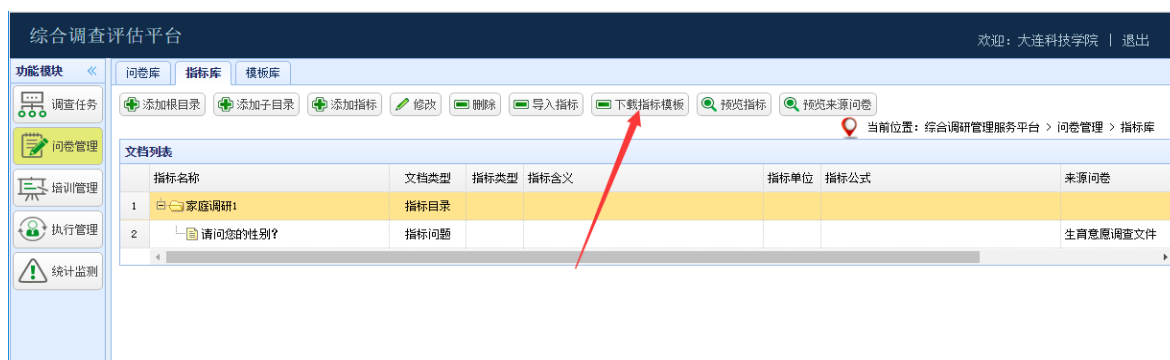 综合调查评估平台
欢迎：大连科技学院 | 退出
功能模块 «
问卷库 指标库 模板库
调查任务
添加根目录 添加子目录 添加指标 修改 删除 导入指标 下载指标模板 预览指标 预览来源问卷
当前位置：综合调研管理服务平台 > 问卷管理 > 指标库
问卷管理
文档列表
指标名称 文档类型 指标类型 指标含义 指标单位 指标公式 来源问卷
培训管理
1 家庭调研1 指标目录
执行管理
2 请问您的性别? 指标问题 生育意愿调查文件
统计监测